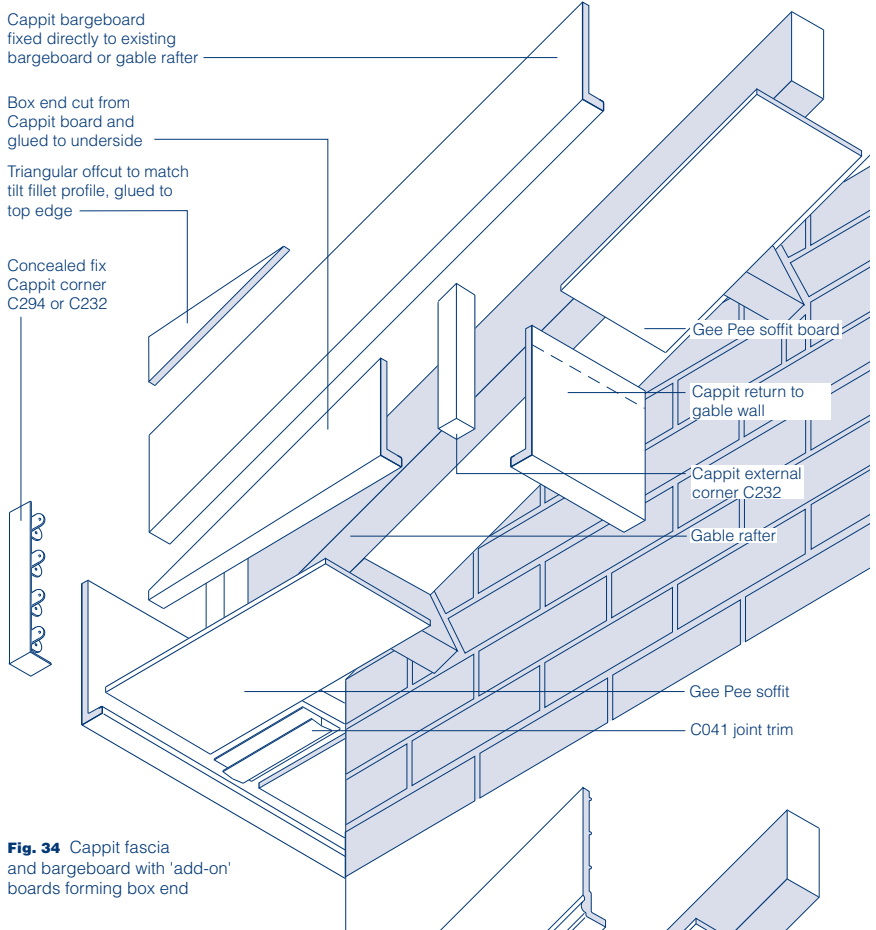 Cappit bargeboard
fixed directly to existing
bargeboard or gable rafter
Box end cut from
Cappit board and
glued to underside
Triangular offcut to match
tilt fillet profile, glued to
top edge
Concealed fix
Cappit corner
C294 or C232
Gee Pee soffit board
Cappit return to
gable wall
Cappit external
corner C232
Gable rafter
Gee Pee soffit
C041 joint trim
Fig. 34 Cappit fascia
and bargeboard with 'add-on'
boards forming box end